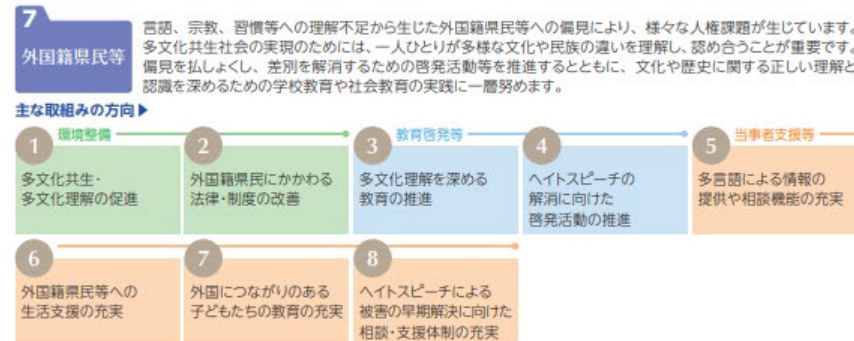 7
外国籍県民等
言語、宗教、習慣等への理解不足から生じた外国籍県民等への偏見により、様々な人権課題が生じています。
多文化共生社会の実現のためには、一人ひとりが多様な文化や民族の違いを理解し、認め合うことが重要です。
偏見を払しょくし、差別を解消するための啓発活動等を推進するとともに、文化や歴史に関する正しい理解と
認識を深めるための学校教育や社会教育の実践に一層努めます。
主な取組みの方向▶
環境整備
教育啓発等
当事者支援等
1
多文化共生・
多文化理解の促進
2
外国籍県民にかかわる
法律・制度の改善
3
多文化理解を深める
教育の推進
4
ヘイトスピーチの
解消に向けた
啓発活動の推進
5
多言語による情報の
提供や相談機能の充実
6
外国籍県民等への
生活支援の充実
7
外国につながりのある
子どもたちの教育の充実
8
ヘイトスピーチによる
被害の早期解決に向けた
相談・支援体制の充実